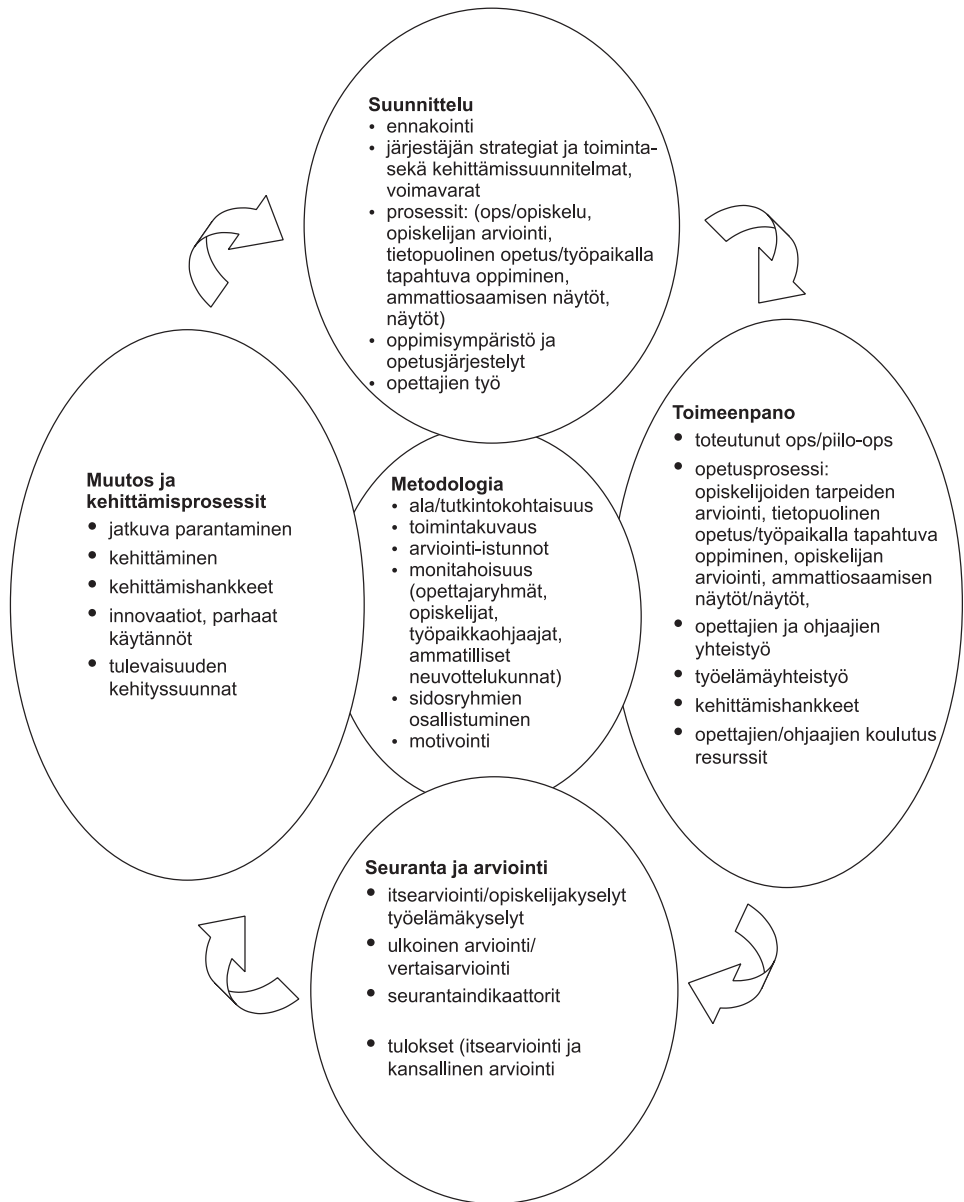 Suunnittelu
• ennakointi
• järjestäjän strategiat ja toiminta-
sekä kehittämissuunnitelmat,
voimavarat
• prosessit: (ops/opiskelu,
opiskelijan arviointi,
tietopuolinen opetus/työpaikalla
tapahtuva oppiminen,
ammattiosaamisen näytöt,
näytöt)
• oppimisympäristö ja
opetusjärjestelyt
• opettajien työ
Toimeenpano
• toteutunut ops/piilo-ops
• opetusprosessi:
opiskelijoiden tarpeiden
arviointi, tietopuolinen
opetus/työpaikalla tapahtuva
oppiminen, opiskelijan
arviointi, ammattiosaamisen
näytöt/näytöt,
• opettajien ja ohjaajien
yhteistyö
• työelämäyhteistyö
• kehittämishankkeet
• opettajien/ohjaajien koulutus
resurssit
Muutos ja
kehittämisprosessit
• jatkuva parantaminen
• kehittäminen
• kehittämishankkeet
• innovaatiot, parhaat
käytännöt
• tulevaisuuden
kehityssuunnat
Metodologia
• ala/tutkintokohtaisuus
• toimintakuvaus
• arviointi-istunnot
• monitahoisuus
(opettajaryhmät,
opiskelijat,
työpaikkaohjaajat,
ammatilliset
neuvottelukunnat)
• sidosryhmien
osallistuminen
• motivointi
Seuranta ja arviointi
• itsearviointi/opiskelijakyselyt
työelämäkyselyt
• ulkoinen arviointi/
vertaisarviointi
• seurantaindikaattorit
• tulokset (itsearviointi ja
kansallinen arviointi